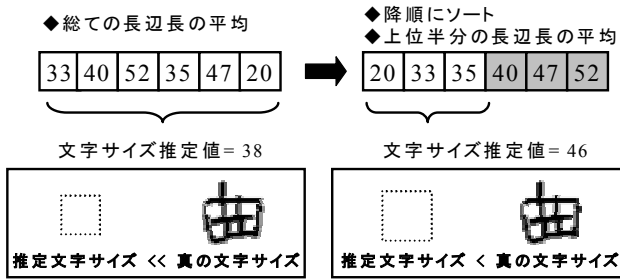 ◆総ての長辺長の平均
33 40 52 35 47 20
文字サイズ推定値= 38
推定文字サイズ << 真の文字サイズ
◆降順にソート
◆上位半分の長辺長の平均
20 33 35 40 47 52
文字サイズ推定値= 46
推定文字サイズ < 真の文字サイズ